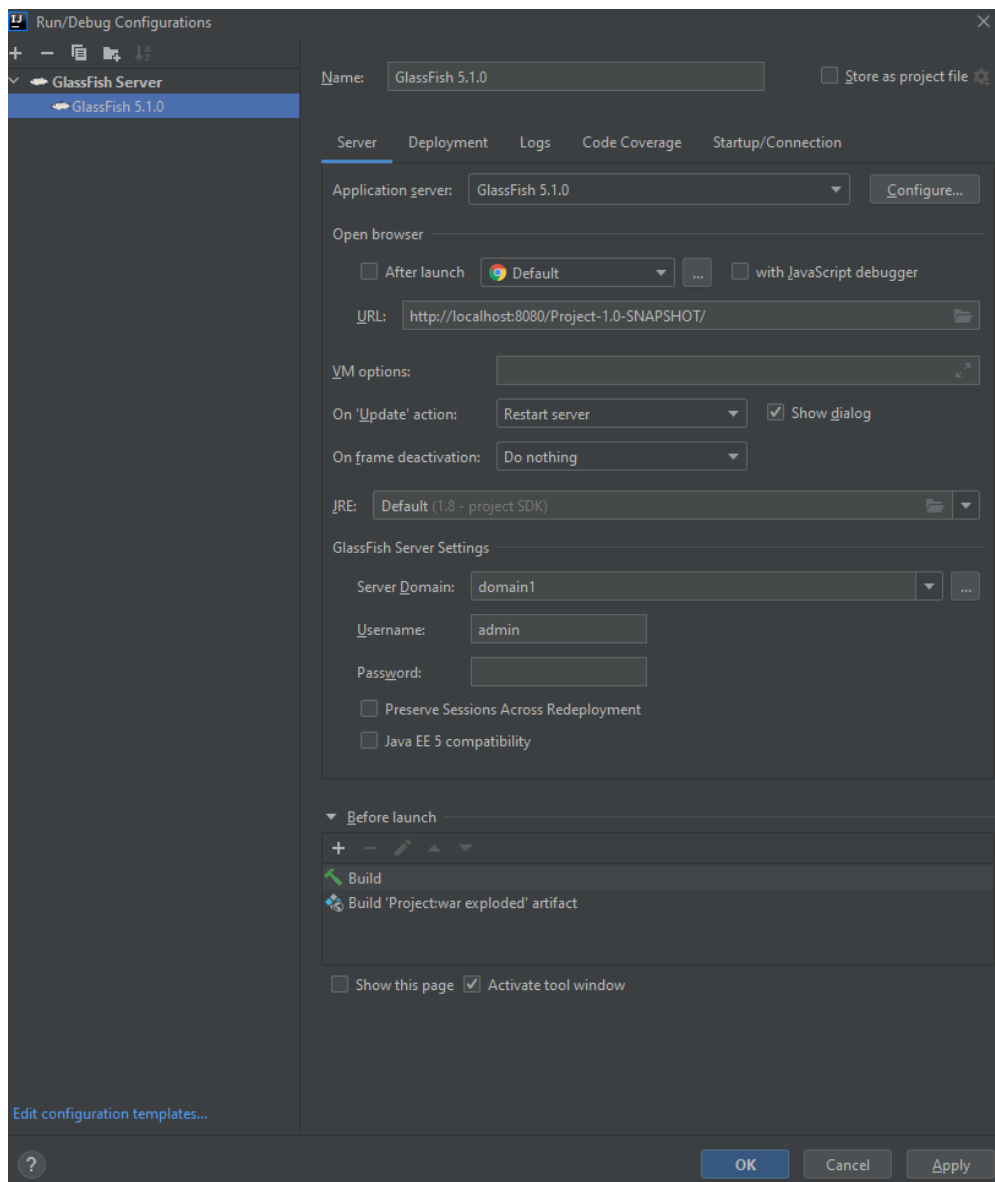 Run/Debug Configurations
GlassFish Server
GlassFish 5.1.0
Name: GlassFish 5.1.0 Store as project file
Server Deployment Logs Code Coverage Startup/Connection
Application server: GlassFish 5.1.0 Configure...
Open browser
After launch Default ... with JavaScript debugger
URL: http://localhost:8080/Project-1.0-SNAPSHOT/
VM options:
On 'Update' action: Restart server Show dialog
On frame deactivation: Do nothing
JRE: Default (1.8 - project SDK)
GlassFish Server Settings
Server Domain: domain1 ...
Username: admin
Password:
Preserve Sessions Across Redeployment
Java EE 5 compatibility
Before launch
Build
Build 'Project:war exploded' artifact
Show this page Activate tool window
Edit configuration templates...
? OK Cancel Apply